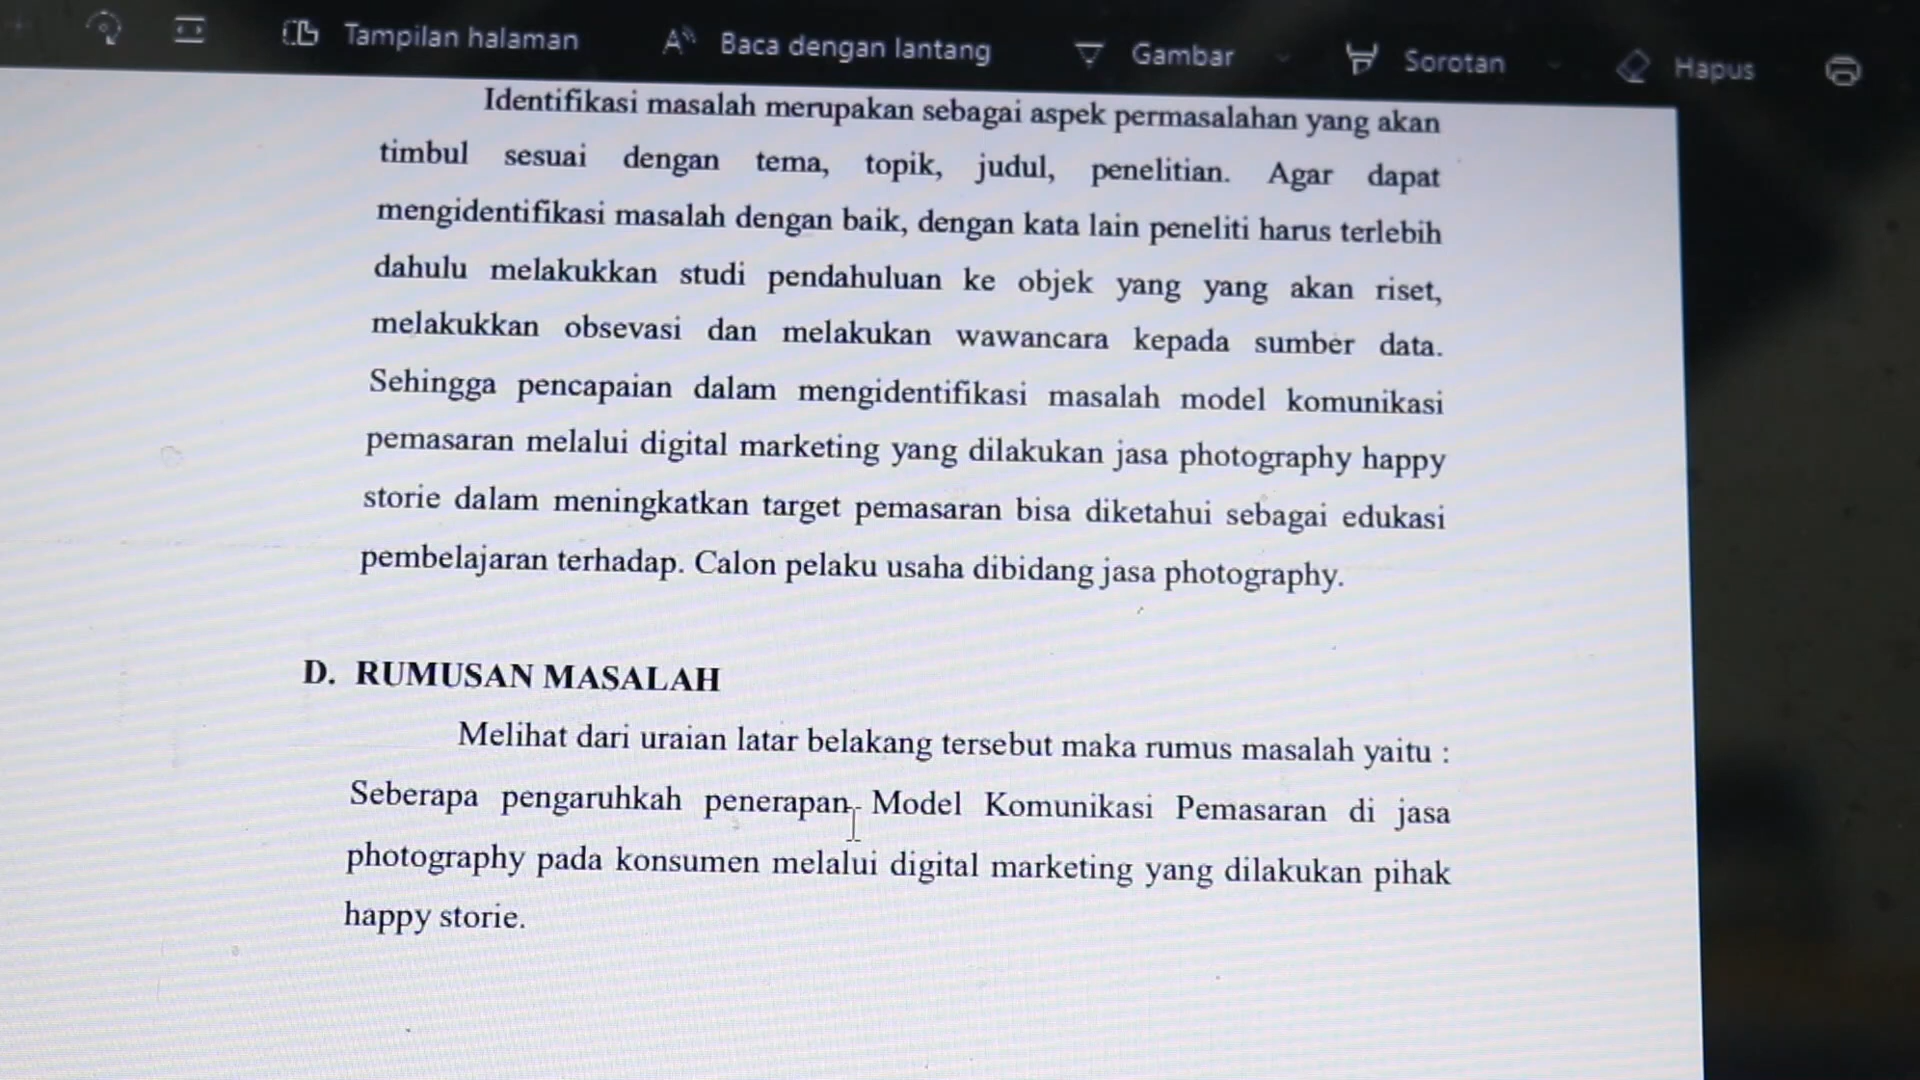 Tampilan halaman
Baca dengan lantang
Gambar
Sorotan
Hapus
Identifikasi masalah merupakan sebagai aspek permasalahan yang akan
timbul sesuai dengan tema, topik, judul, penelitian. Agar dapat
mengidentifikasi masalah dengan baik, dengan kata lain peneliti harus terlebih
dahulu melakukkan studi pendahuluan ke objek yang yang akan riset,
melakukkan obsevasi dan melakukan wawancara kepada sumber data.
Sehingga pencapaian dalam mengidentifikasi masalah model komunikasi
pemasaran melalui digital marketing yang dilakukan jasa photography happy
storie dalam meningkatkan target pemasaran bisa diketahui sebagai edukasi
pembelajaran terhadap. Calon pelaku usaha dibidang jasa photography.
D. RUMUSAN MASALAH
Melihat dari uraian latar belakang tersebut maka rumus masalah yaitu :
Seberapa pengaruhkah penerapan Model Komunikasi Pemasaran di jasa
photography pada konsumen melalui digital marketing yang dilakukan pihak
happy storie.